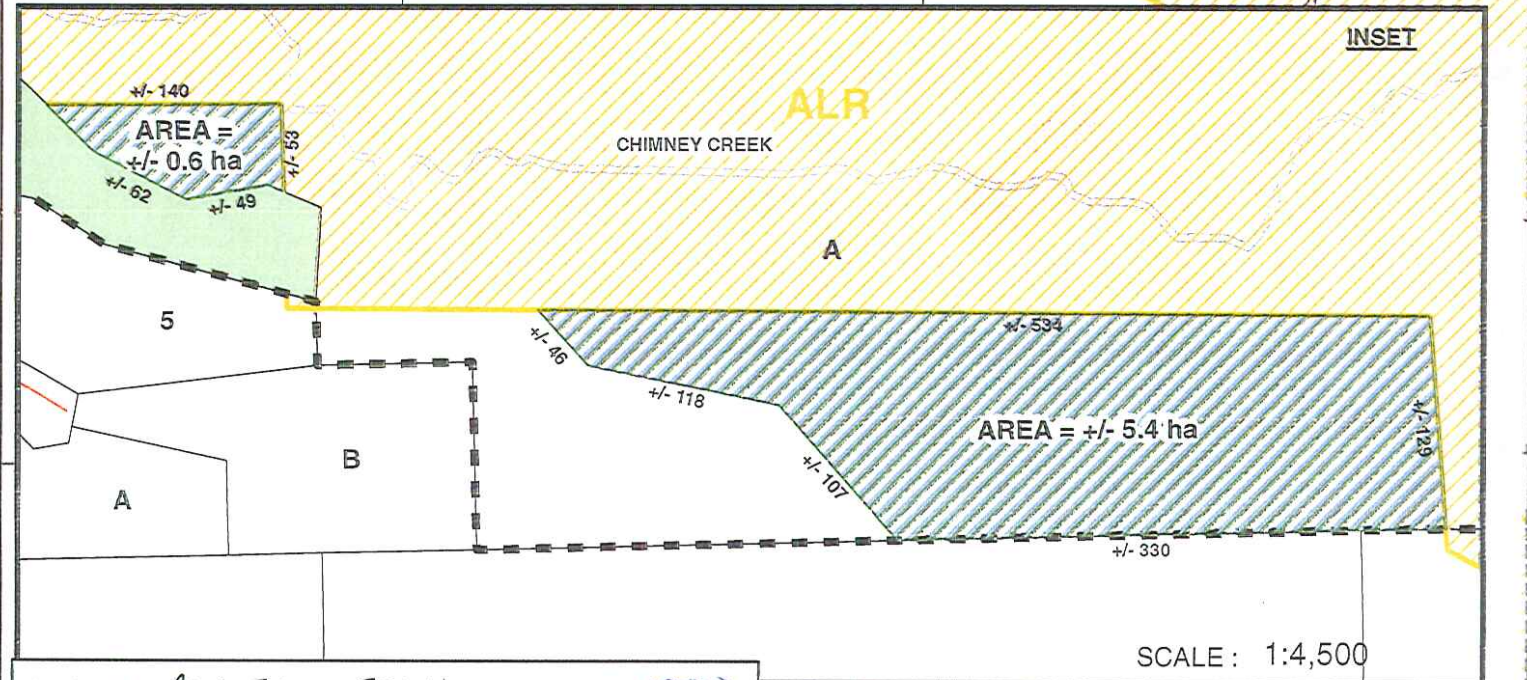 INSET
+/- 140
ALR
AREA =
+/- 0.6 ha
+/- 53
CHIMNEY CREEK
+/- 62
+/- 49
A
5
+/- 534
+/- 46
+/- 118
+/- 129
AREA = +/- 5.4 ha
B
+/- 107
A
+/- 330
SCALE : 1:4,500